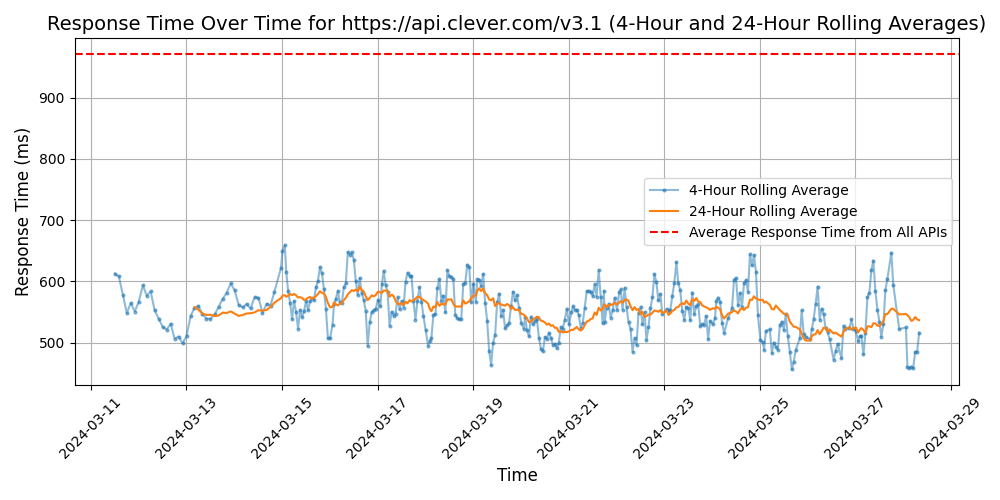 Response Time Over Time for https://api.clever.com/v3.1 (4-Hour and 24-Hour Rolling Averages)
Response Time (ms)
900
800
700
600
500
4-Hour Rolling Average
24-Hour Rolling Average
Average Response Time from All APIs
2024-03-11
2024-03-13
2024-03-15
2024-03-17
2024-03-19
2024-03-21
2024-03-23
2024-03-25
2024-03-27
2024-03-29
Time